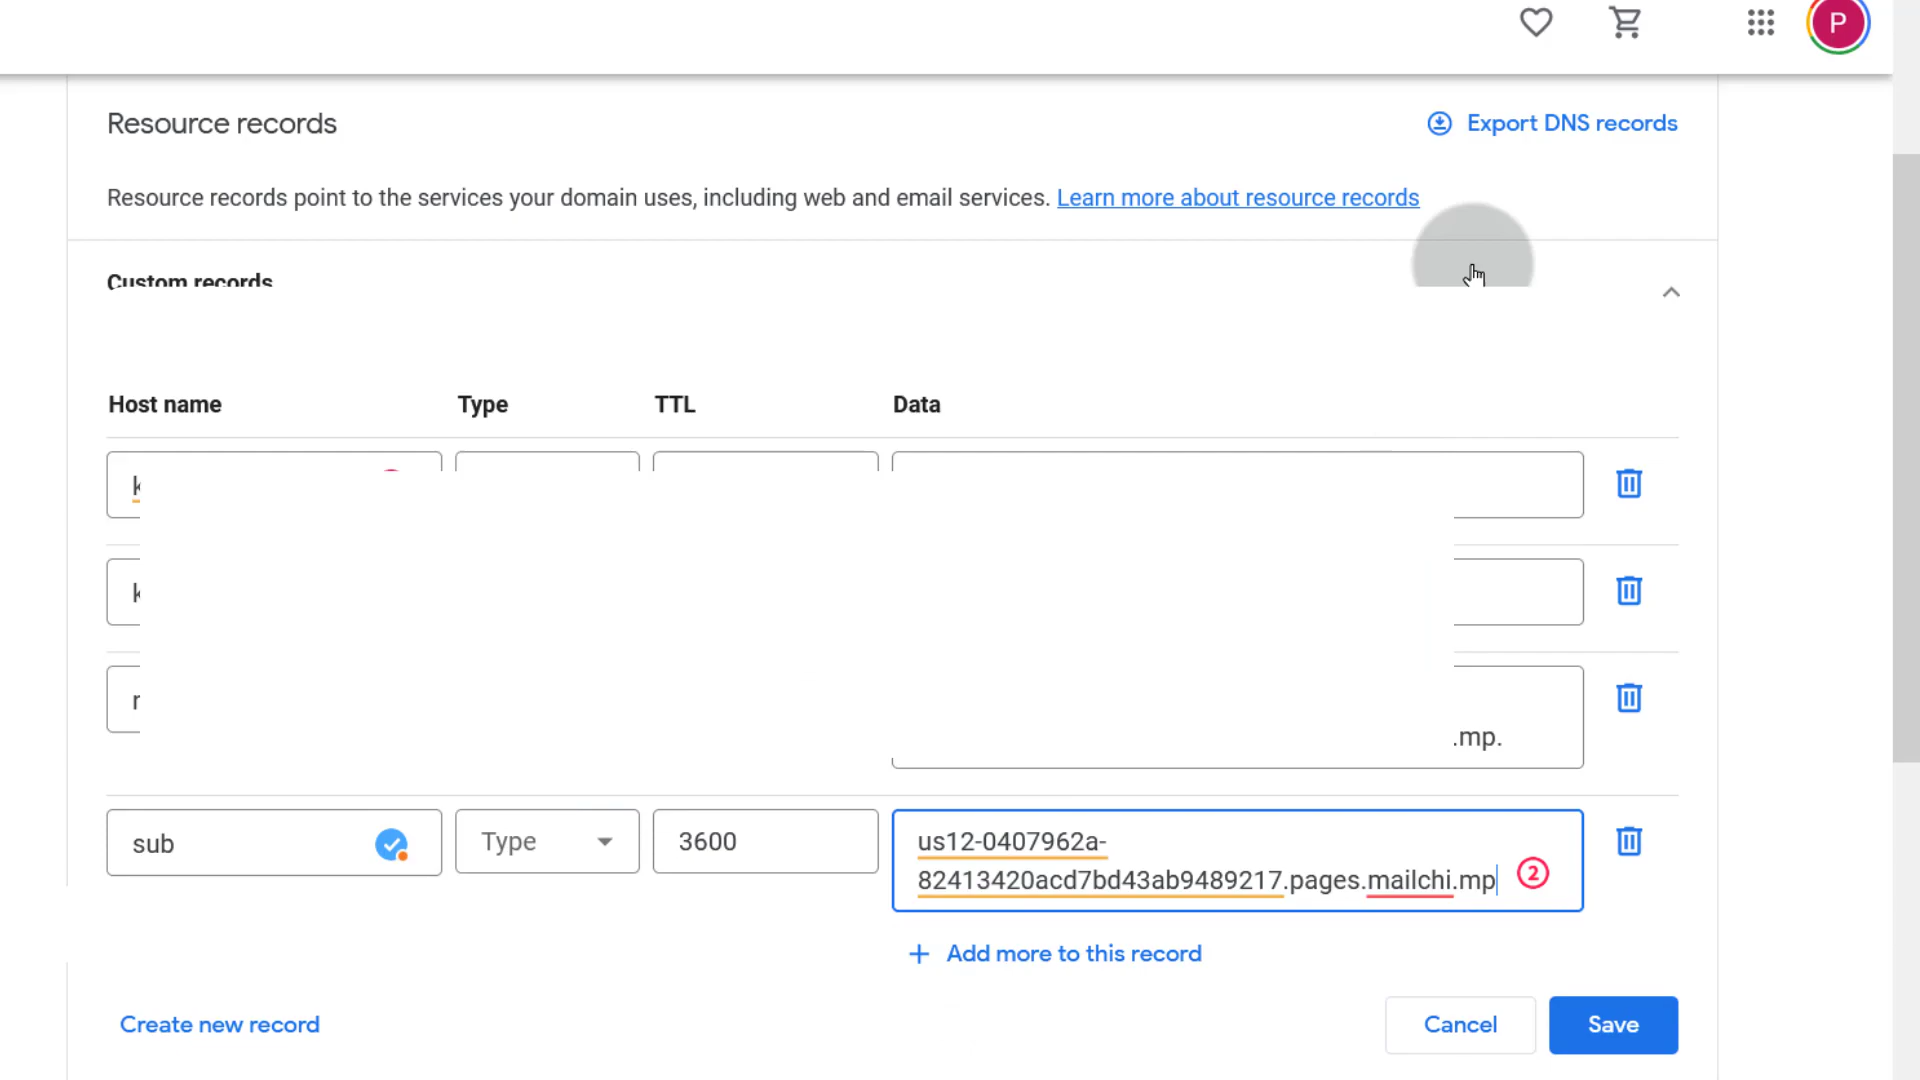 P
Resource records
Export DNS records
Resource records point to the services your domain uses, including web and email services. Learn more about resource records
Custom records
Host name Type TTL Data
k
k
r
.mp.
sub Type 3600 us12-0407962a-
82413420acd7bd43ab9489217.pages.mailchi.mp 2
+ Add more to this record
Create new record Cancel Save